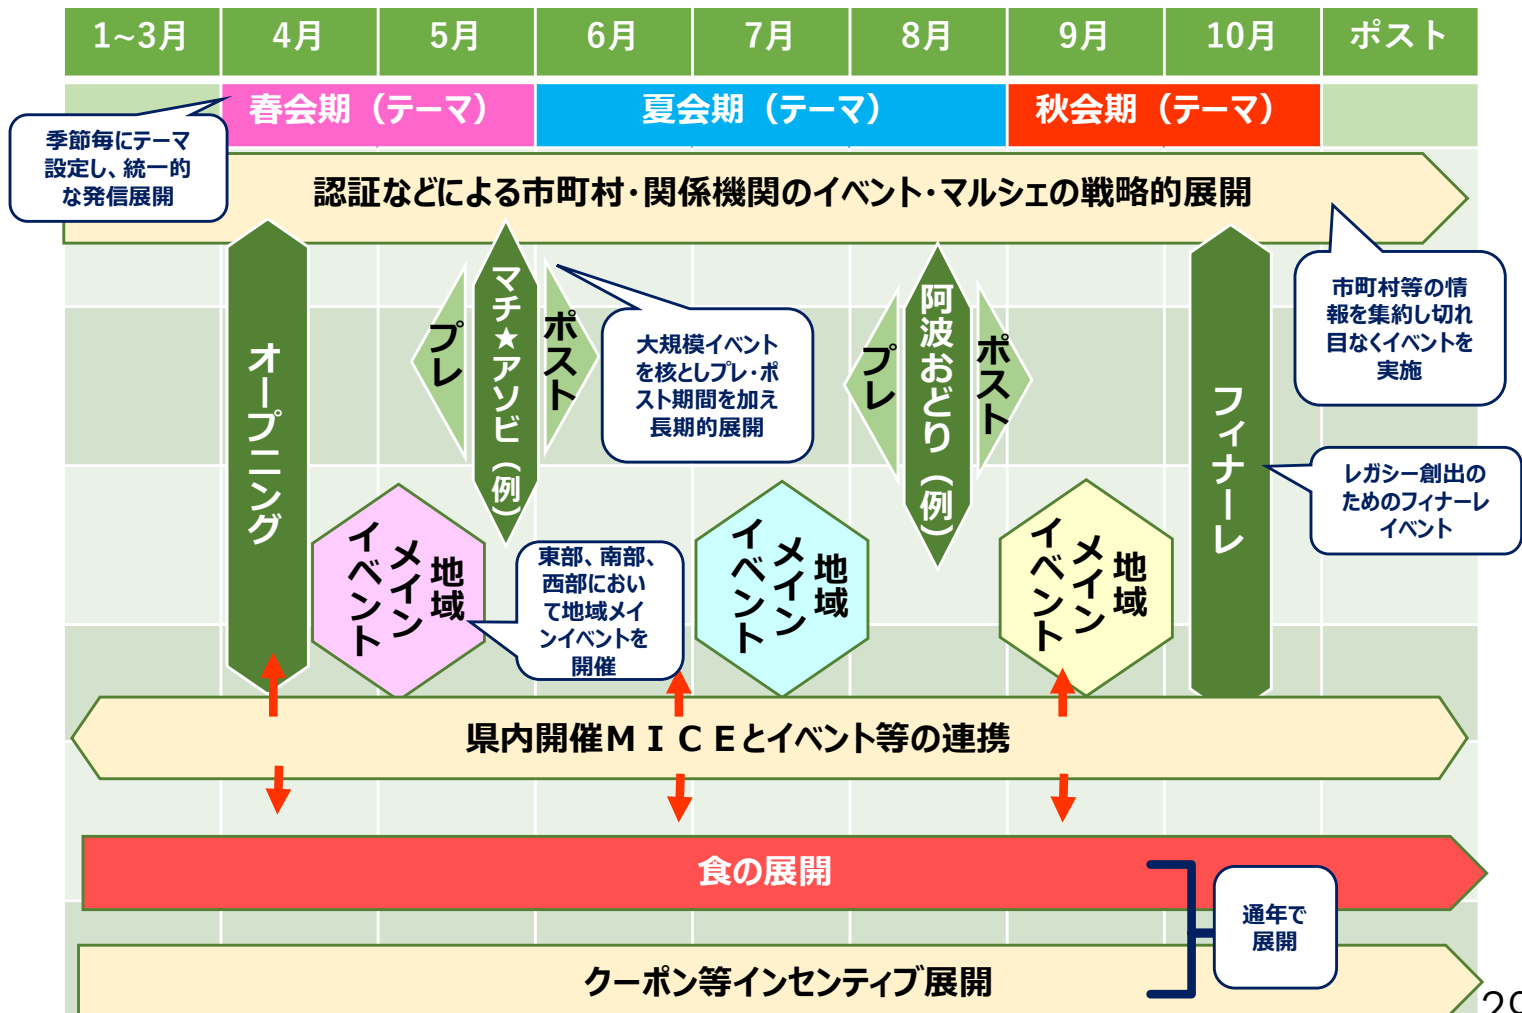 1~3月
4月
5月
6月
7月
8月
9月
10月
ポスト
春会期（テーマ）
夏会期（テーマ）
秋会期（テーマ）
季節毎にテーマ
設定し、統一的
な発信展開
認証などによる市町村・関係機関のイベント・マルシェの戦略的展開
オープニング
プレ
マチ★アソビ（例）
ポスト
大規模イベント
を核としプレ・ポ
スト期間を加え
長期的展開
プレ
阿波おどり（例）
ポスト
フィナーレ
市町村等の情
報を集約し切れ
目なくイベントを
実施
レガシー創出の
ためのフィナーレ
イベント
地域
メイン
イベント
東部、南部、
西部におい
て地域メイ
ンイベントを
開催
地域
メイン
イベント
地域
メイン
イベント
県内開催ＭＩＣＥとイベント等の連携
食の展開
通年で
展開
クーポン等インセンティブ展開
29